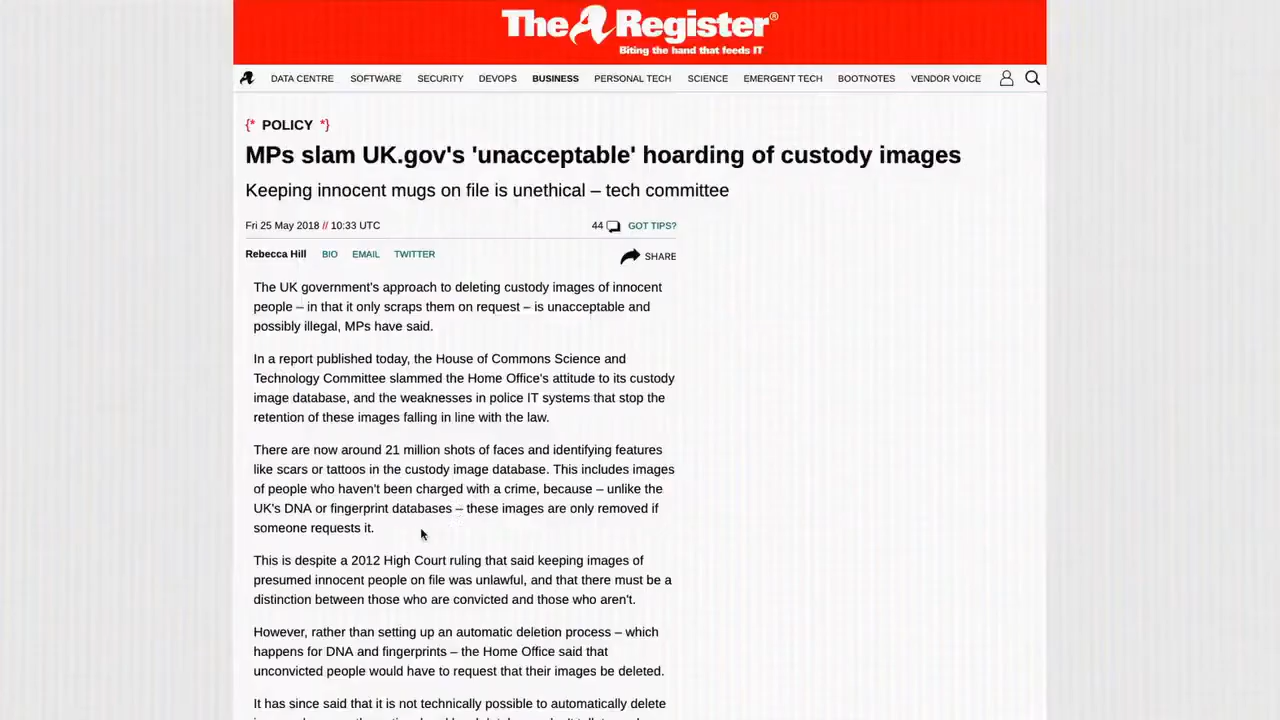 The Register®
Biting the hand that feeds IT
DATA CENTRE SOFTWARE SECURITY DEVOPS BUSINESS PERSONAL TECH SCIENCE EMERGENT TECH BOOTNOTES VENDOR VOICE
{* POLICY *}
MPs slam UK.gov's 'unacceptable' hoarding of custody images
Keeping innocent mugs on file is unethical – tech committee
Fri 25 May 2018 // 10:33 UTC
44 GOT TIPS?
Rebecca Hill BIO EMAIL TWITTER
SHARE
The UK government's approach to deleting custody images of innocent
people – in that it only scraps them on request – is unacceptable and
possibly illegal, MPs have said.
In a report published today, the House of Commons Science and
Technology Committee slammed the Home Office's attitude to its custody
image database, and the weaknesses in police IT systems that stop the
retention of these images falling in line with the law.
There are now around 21 million shots of faces and identifying features
like scars or tattoos in the custody image database. This includes images
of people who haven't been charged with a crime, because – unlike the
UK's DNA or fingerprint databases – these images are only removed if
someone requests it.
This is despite a 2012 High Court ruling that said keeping images of
presumed innocent people on file was unlawful, and that there must be a
distinction between those who are convicted and those who aren't.
However, rather than setting up an automatic deletion process – which
happens for DNA and fingerprints – the Home Office said that
unconvicted people would have to request that their images be deleted.
It has since said that it is not technically possible to automatically delete